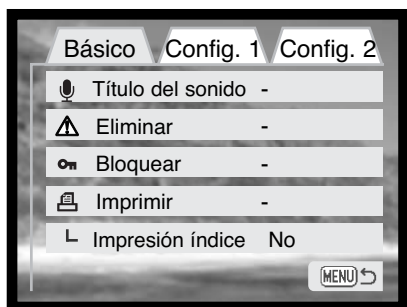 Básico Config. 1 Config. 2
Título del sonido -
Eliminar -
Bloquear -
Imprimir -
Impresión índice No
MENU